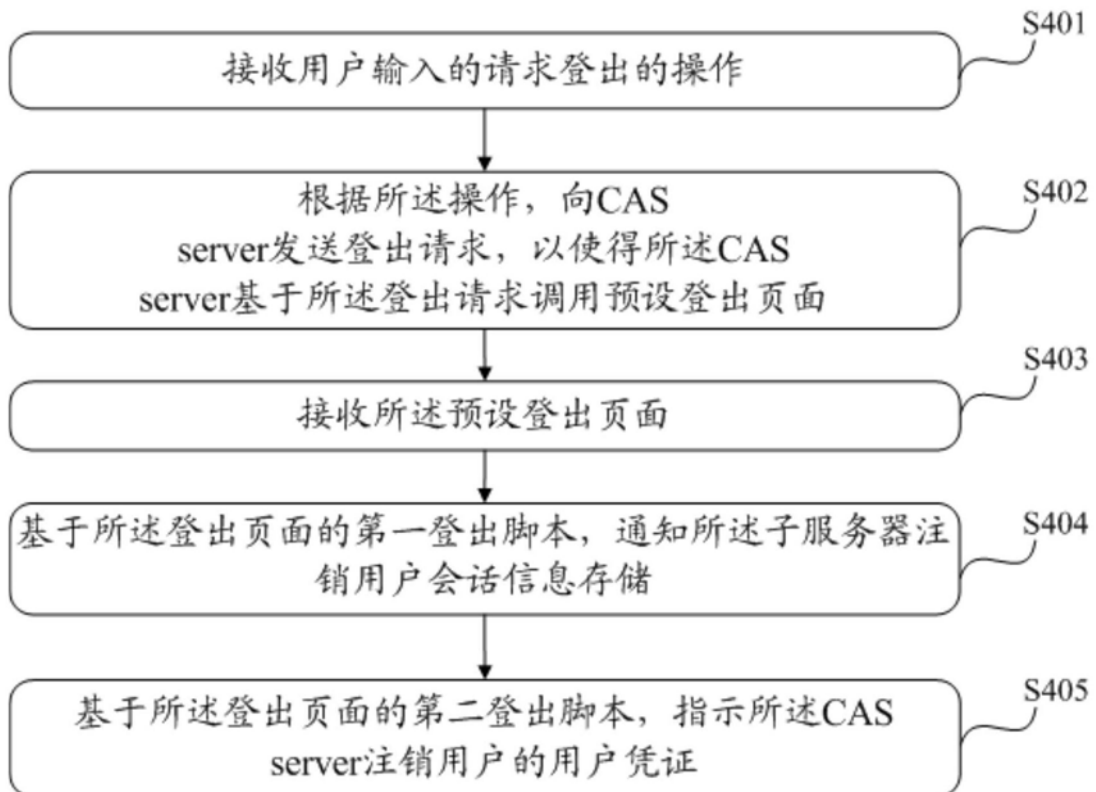 S401
接收用户输入的请求登出的操作
S402
根据所述操作，向CAS
server发送登出请求，以使得所述CAS
server基于所述登出请求调用预设登出页面
S403
接收所述预设登出页面
S404
基于所述登出页面的第一登出脚本，通知所述子服务器注
销用户会话信息存储
S405
基于所述登出页面的第二登出脚本，指示所述CAS
server注销用户的用户凭证